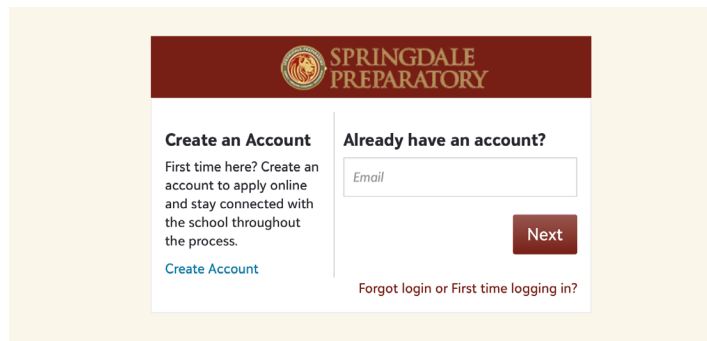 SPRINGDALE
PREPARATORY
Create an Account
First time here? Create an
account to apply online
and stay connected with
the school throughout
the process.
Create Account
Already have an account?
Email
Next
Forgot login or First time logging in?